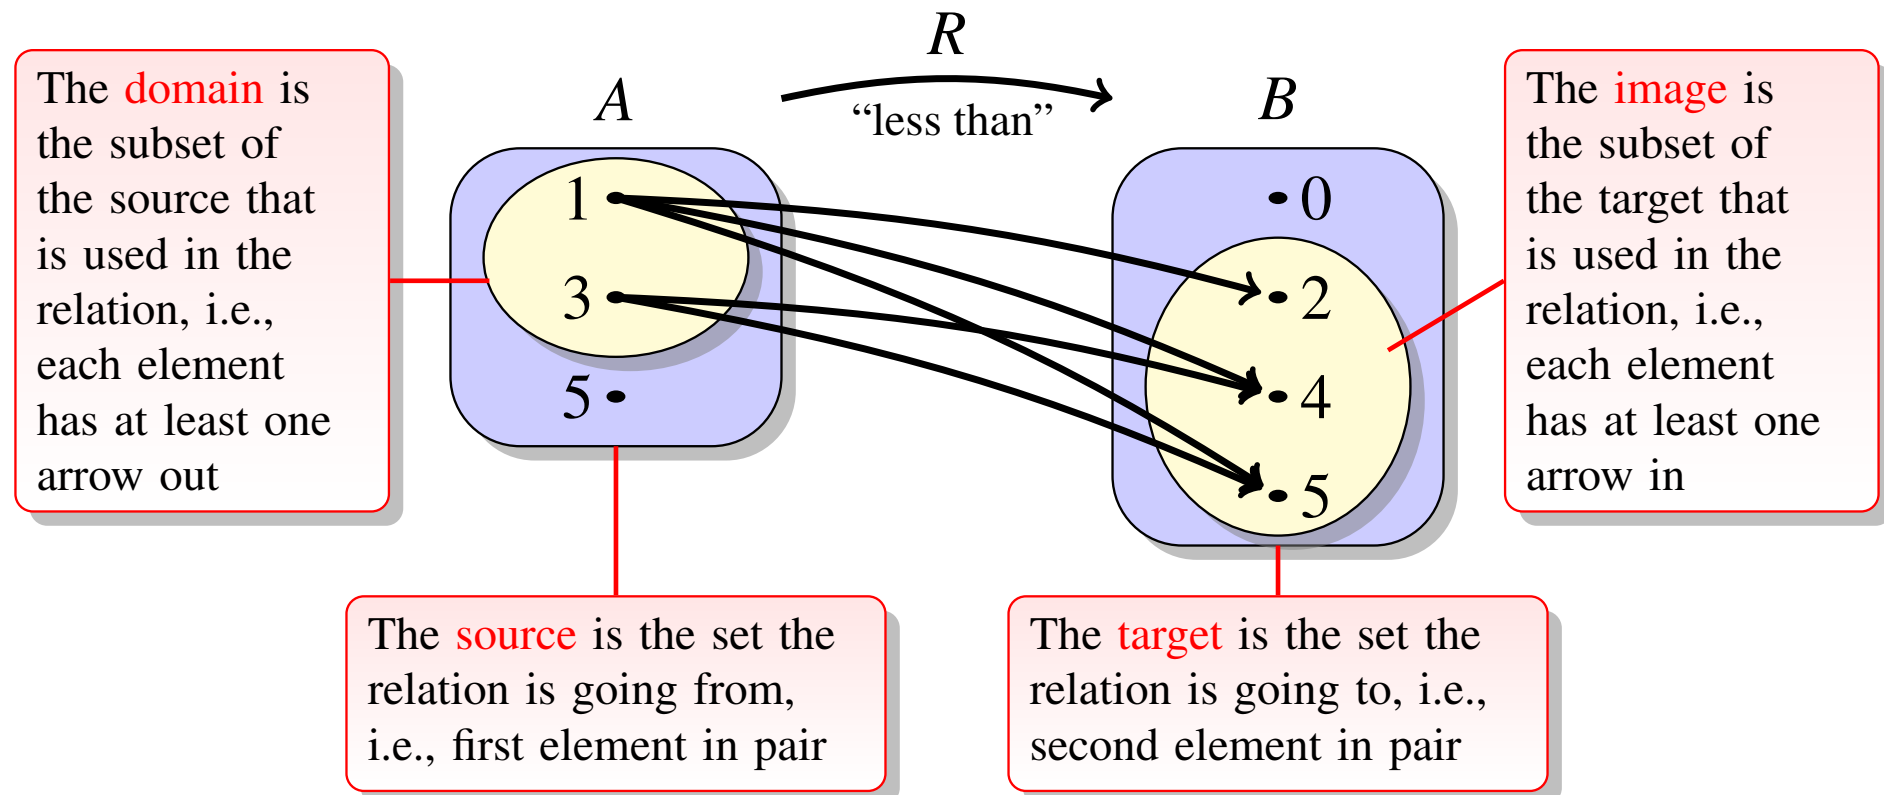 R
“less than”
A
B
The domain is
the subset of
the source that
is used in the
relation, i.e.,
each element
has at least one
arrow out
1
3
5
0
2
4
5
The image is
the subset of
the target that
is used in the
relation, i.e.,
each element
has at least one
arrow in
The source is the set the
relation is going from,
i.e., first element in pair
The target is the set the
relation is going to, i.e.,
second element in pair